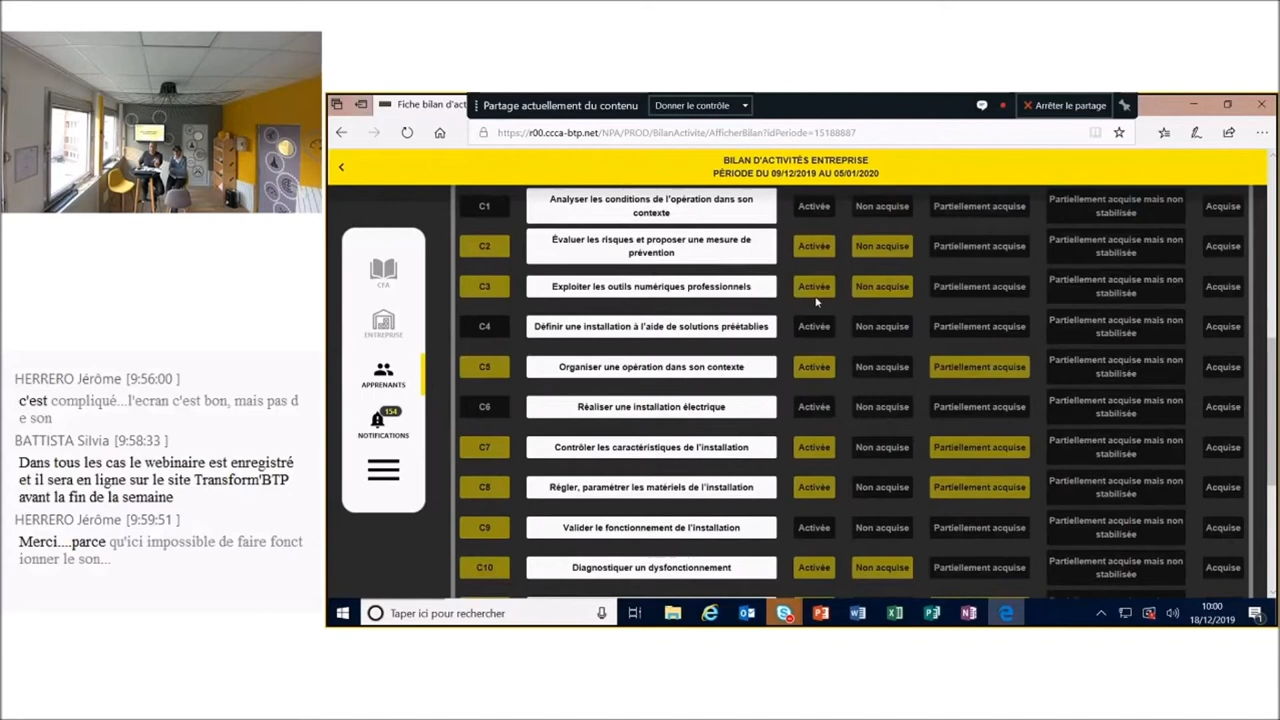 HERRERO Jérôme [9:56:00 ]
c'est compliqué...l'ecran c'est bon, mais pas d
e son
BATTISTA Silvia [9:58:33 ]
Dans tous les cas le webinaire est enregistré
et il sera en ligne sur le site Transform'BTP
avant la fin de la semaine
HERRERO Jérôme [9:59:51 ]
Merci....parce qu'ici impossible de faire fonct
ionner le son...
Fiche bilan d'act
Partage actuellement du contenu
Donner le contrôle
Arrêter le partage
https://r00.ccca-btp.net/NPA/PROD/BilanActivite/AfficherBilan?idPeriode=15188887
BILAN D'ACTIVITÉS ENTREPRISE
PÉRIODE DU 09/12/2019 AU 05/01/2020
CFA
ENTREPRISE
APPRENANTS
154
NOTIFICATIONS
C1 Analyser les conditions de l'opération dans son Activée Non acquise Partiellement acquise Partiellement acquise mais non Acquise
contexte stabilisée
C2 Évaluer les risques et proposer une mesure de Activée Non acquise Partiellement acquise Partiellement acquise mais non Acquise
prévention stabilisée
C3 Exploiter les outils numériques professionnels Activée Non acquise Partiellement acquise Partiellement acquise mais non Acquise
stabilisée
C4 Définir une installation à l'aide de solutions préétablies Activée Non acquise Partiellement acquise Partiellement acquise mais non Acquise
stabilisée
C5 Organiser une opération dans son contexte Activée Non acquise Partiellement acquise Partiellement acquise mais non Acquise
stabilisée
C6 Réaliser une installation électrique Activée Non acquise Partiellement acquise Partiellement acquise mais non Acquise
stabilisée
C7 Contrôler les caractéristiques de l'installation Activée Non acquise Partiellement acquise Partiellement acquise mais non Acquise
stabilisée
C8 Régler, paramétrer les matériels de l'installation Activée Non acquise Partiellement acquise Partiellement acquise mais non Acquise
stabilisée
C9 Valider le fonctionnement de l'installation Activée Non acquise Partiellement acquise Partiellement acquise mais non Acquise
stabilisée
C10 Diagnostiquer un dysfonctionnement Activée Non acquise Partiellement acquise Partiellement acquise mais non Acquise
stabilisée
Taper ici pour rechercher
10:00
18/12/2019